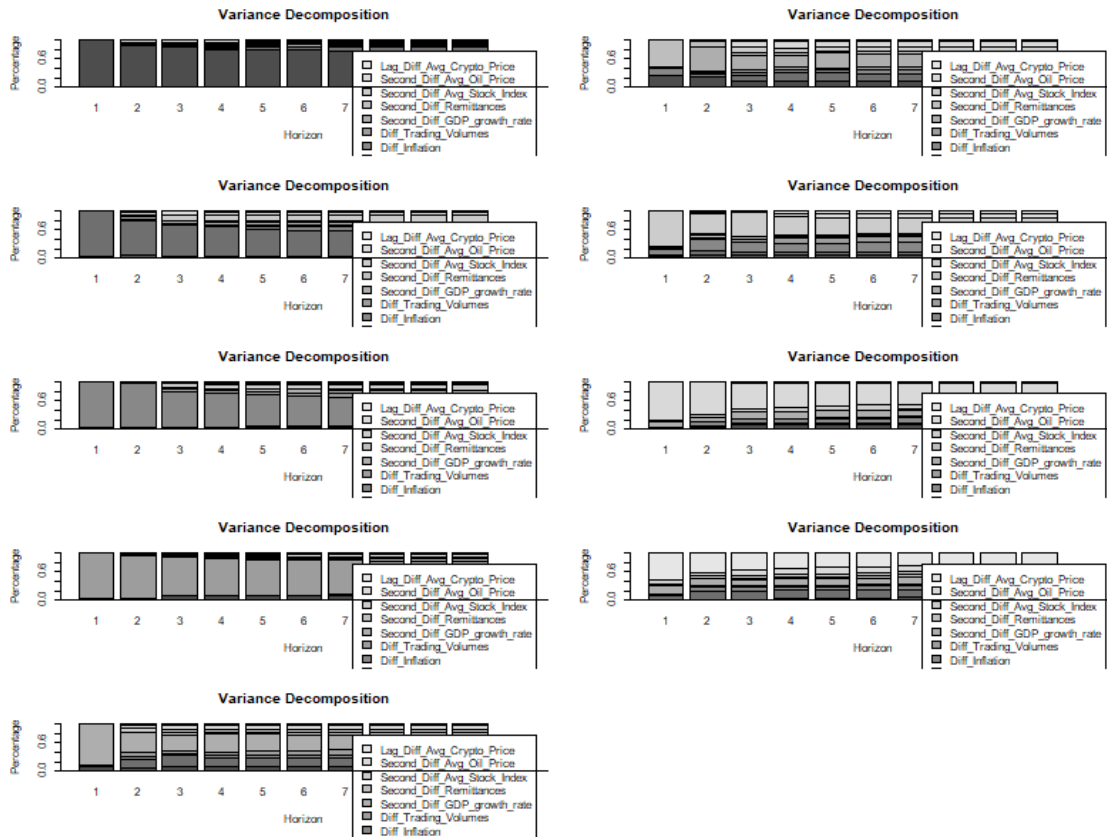 Variance Decomposition
Percentage
0.6
0.0
1 2 3 4 5 6 7
Horizon
Lag_Diff_Avg_Crypto_Price
Second_Diff_Avg_Oil_Price
Second_Diff_Avg_Stock_Index
Second_Diff_Remittances
Second_Diff_GDP_growth_rate
Diff_Trading_Volumes
Diff_Inflation
Variance Decomposition
Percentage
0.6
0.0
1 2 3 4 5 6 7
Horizon
Lag_Diff_Avg_Crypto_Price
Second_Diff_Avg_Oil_Price
Second_Diff_Avg_Stock_Index
Second_Diff_Remittances
Second_Diff_GDP_growth_rate
Diff_Trading_Volumes
Diff_Inflation
Variance Decomposition
Percentage
0.6
0.0
1 2 3 4 5 6 7
Horizon
Lag_Diff_Avg_Crypto_Price
Second_Diff_Avg_Oil_Price
Second_Diff_Avg_Stock_Index
Second_Diff_Remittances
Second_Diff_GDP_growth_rate
Diff_Trading_Volumes
Diff_Inflation
Variance Decomposition
Percentage
0.6
0.0
1 2 3 4 5 6 7
Horizon
Lag_Diff_Avg_Crypto_Price
Second_Diff_Avg_Oil_Price
Second_Diff_Avg_Stock_Index
Second_Diff_Remittances
Second_Diff_GDP_growth_rate
Diff_Trading_Volumes
Diff_Inflation
Variance Decomposition
Percentage
0.6
0.0
1 2 3 4 5 6 7
Horizon
Lag_Diff_Avg_Crypto_Price
Second_Diff_Avg_Oil_Price
Second_Diff_Avg_Stock_Index
Second_Diff_Remittances
Second_Diff_GDP_growth_rate
Diff_Trading_Volumes
Diff_Inflation
Variance Decomposition
Percentage
0.6
0.0
1 2 3 4 5 6 7
Horizon
Lag_Diff_Avg_Crypto_Price
Second_Diff_Avg_Oil_Price
Second_Diff_Avg_Stock_Index
Second_Diff_Remittances
Second_Diff_GDP_growth_rate
Diff_Trading_Volumes
Diff_Inflation
Variance Decomposition
Percentage
0.6
0.0
1 2 3 4 5 6 7
Horizon
Lag_Diff_Avg_Crypto_Price
Second_Diff_Avg_Oil_Price
Second_Diff_Avg_Stock_Index
Second_Diff_Remittances
Second_Diff_GDP_growth_rate
Diff_Trading_Volumes
Diff_Inflation
Variance Decomposition
Percentage
0.6
0.0
1 2 3 4 5 6 7
Horizon
Lag_Diff_Avg_Crypto_Price
Second_Diff_Avg_Oil_Price
Second_Diff_Avg_Stock_Index
Second_Diff_Remittances
Second_Diff_GDP_growth_rate
Diff_Trading_Volumes
Diff_Inflation
Variance Decomposition
Percentage
0.6
0.0
1 2 3 4 5 6 7
Horizon
Lag_Diff_Avg_Crypto_Price
Second_Diff_Avg_Oil_Price
Second_Diff_Avg_Stock_Index
Second_Diff_Remittances
Second_Diff_GDP_growth_rate
Diff_Trading_Volumes
Diff_Inflation